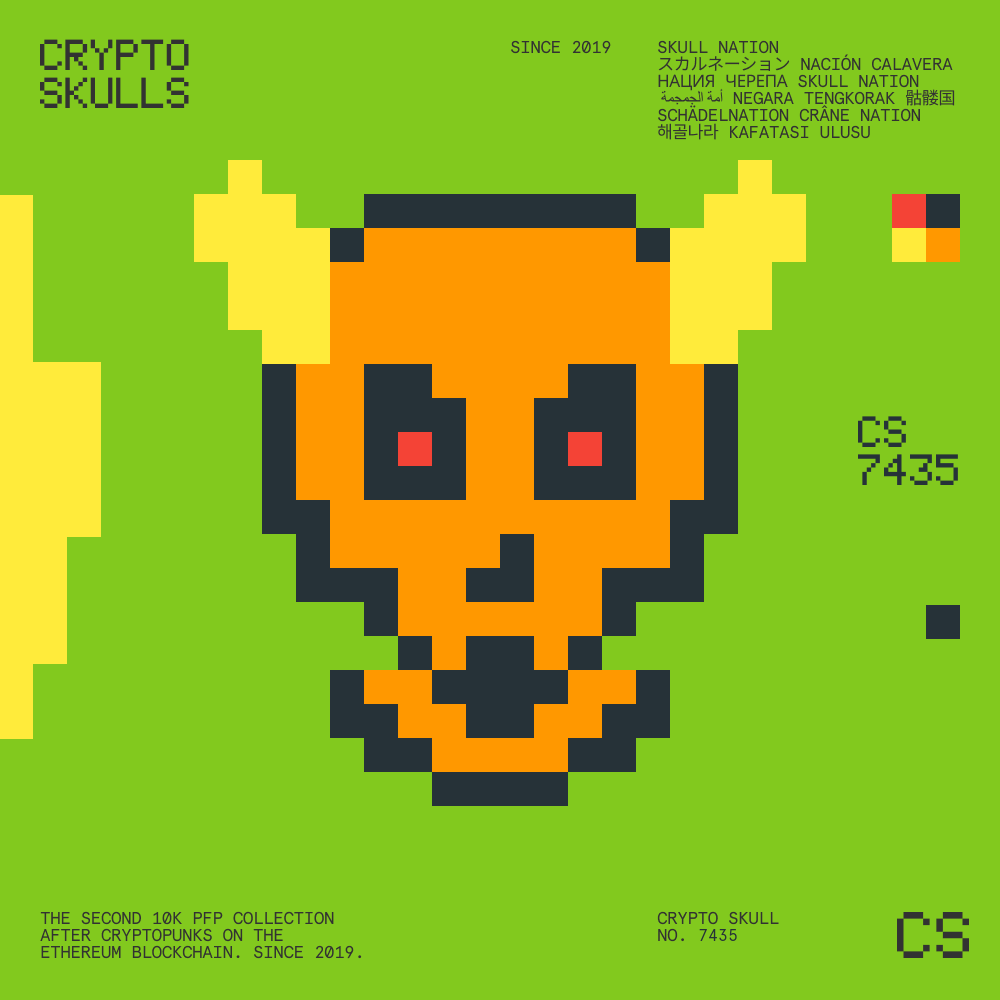 CRYPTO
SKULLS
SINCE 2019
SKULL NATION
スカルネーション NACIÓN CALAVERA
НАЦИЯ ЧЕРЕПА SKULL NATION
أمة الجمجمة NEGARA TENGKORAK 骷髅国
SCHÄDELNATION CRÂNE NATION
해골나라 KAFATASI ULUSU
CS
7435
THE SECOND 10K PFP COLLECTION
AFTER CRYPTOPUNKS ON THE
ETHEREUM BLOCKCHAIN. SINCE 2019.
CRYPTO SKULL
NO. 7435
CS